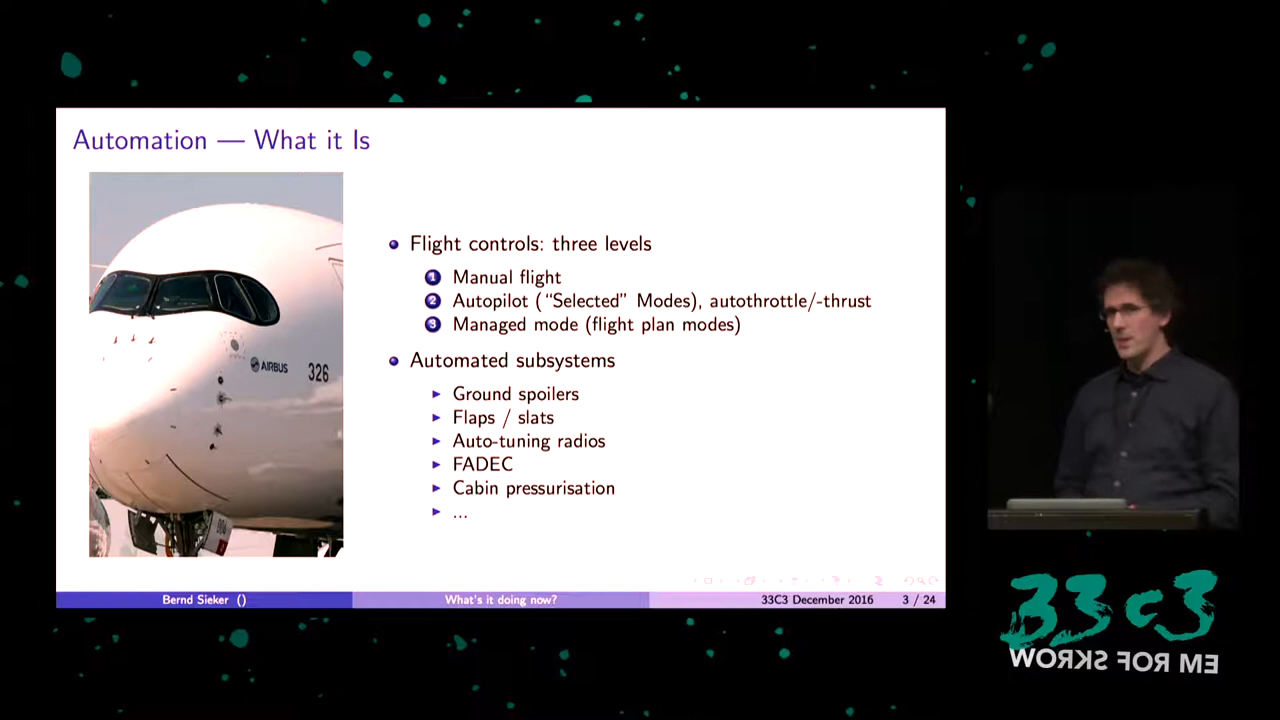 Automation — What it Is
AIRBUS
326
Flight controls: three levels
1 Manual flight
2 Autopilot (“Selected” Modes), autothrottle/-thrust
3 Managed mode (flight plan modes)
Automated subsystems
Ground spoilers
Flaps / slats
Auto-tuning radios
FADEC
Cabin pressurisation
...
Bernd Sieker ()
What's it doing now?
33C3 December 2016
3 / 24
33c3
WORKS FOR ME